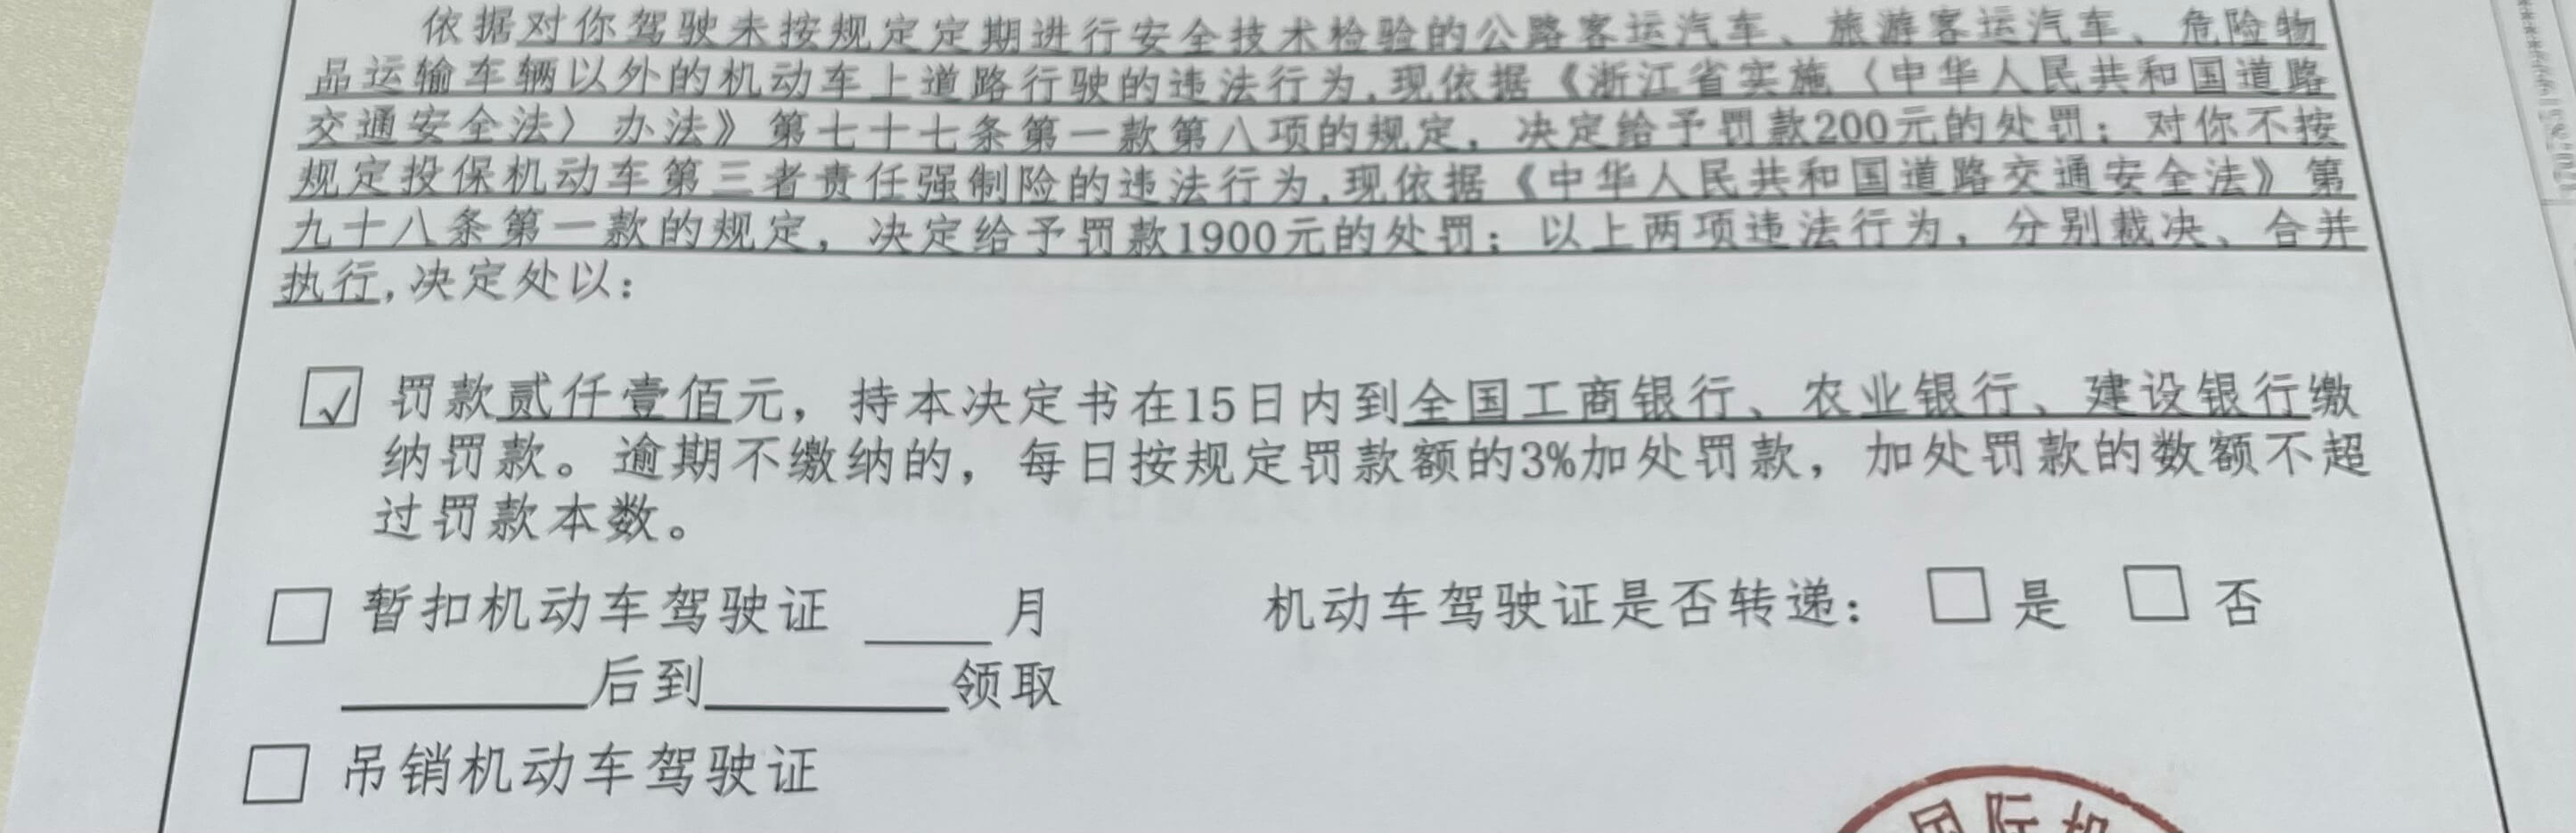 依据对你驾驶未按规定定期进行安全技术检验的公路客运汽车、旅游客运汽车、危险物
品运输车辆以外的机动车上道路行驶的违法行为,现依据《浙江省实施〈中华人民共和国道路
交通安全法〉办法》第七十七条第一款第八项的规定，决定给予罚款200元的处罚；对你不按
规定投保机动车第三者责任强制险的违法行为,现依据《中华人民共和国道路交通安全法》第
九十八条第一款的规定，决定给予罚款1900元的处罚；以上两项违法行为，分别裁决、合并
执行,决定处以：
☑ 罚款贰仟壹佰元，持本决定书在15日内到全国工商银行、农业银行、建设银行缴
纳罚款。逾期不缴纳的，每日按规定罚款额的3%加处罚款，加处罚款的数额不超
过罚款本数。
□ 暂扣机动车驾驶证 ____月 机动车驾驶证是否转递： □ 是 □ 否
________后到________领取
□ 吊销机动车驾驶证
国际机